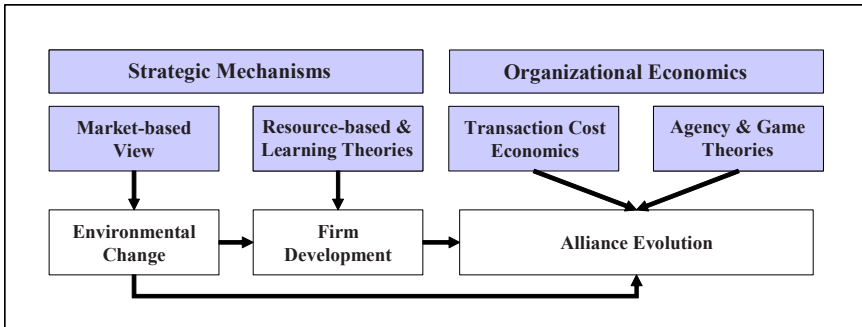 Strategic Mechanisms
Organizational Economics
Market-based
View
Resource-based &
Learning Theories
Transaction Cost
Economics
Agency & Game
Theories
Environmental
Change
Firm
Development
Alliance Evolution